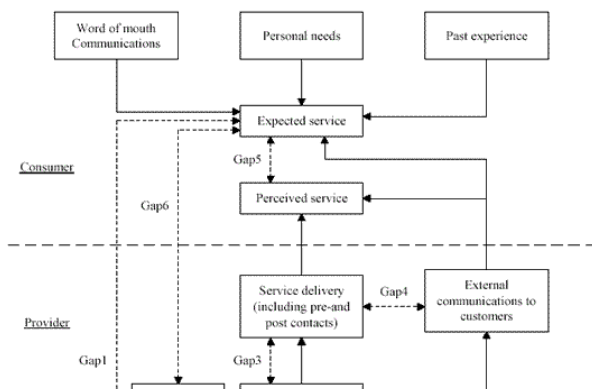 Word of mouth
Communications
Personal needs
Past experience
Expected service
Gap5
Consumer
Gap6
Perceived service
Service delivery
(including pre-and
post contacts)
Gap4
External
communications to
customers
Provider
Gap1
Gap3